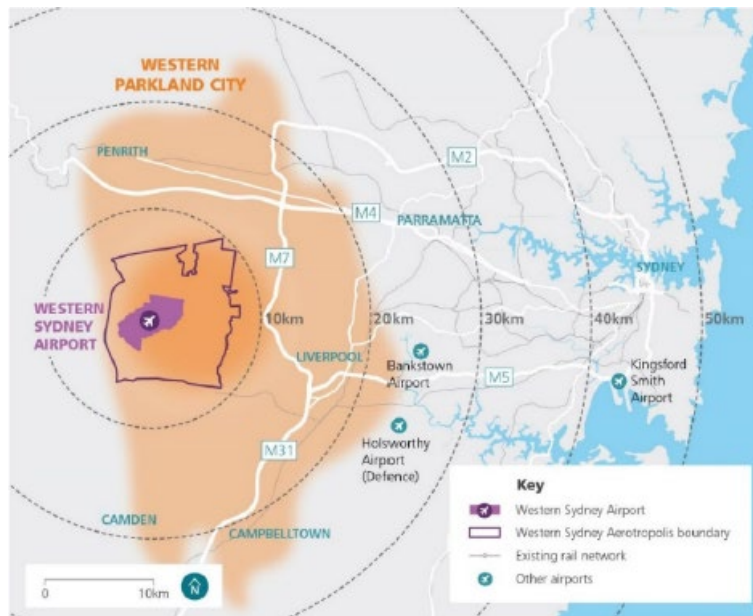 WESTERN
PARKLAND CITY
PENRITH
M2
M4
PARRAMATTA
M7
SYDNEY
WESTERN
SYDNEY
AIRPORT
10km
20km
30km
40km
50km
LIVERPOOL
Bankstown
Airport
M5
Kingsford
Smith
Airport
Holsworthy
Airport
(Defence)
M31
CAMDEN
CAMPBELLTOWN
Key
Western Sydney Airport
Western Sydney Aerotropolis boundary
Existing rail network
Other airports
0
10km
N